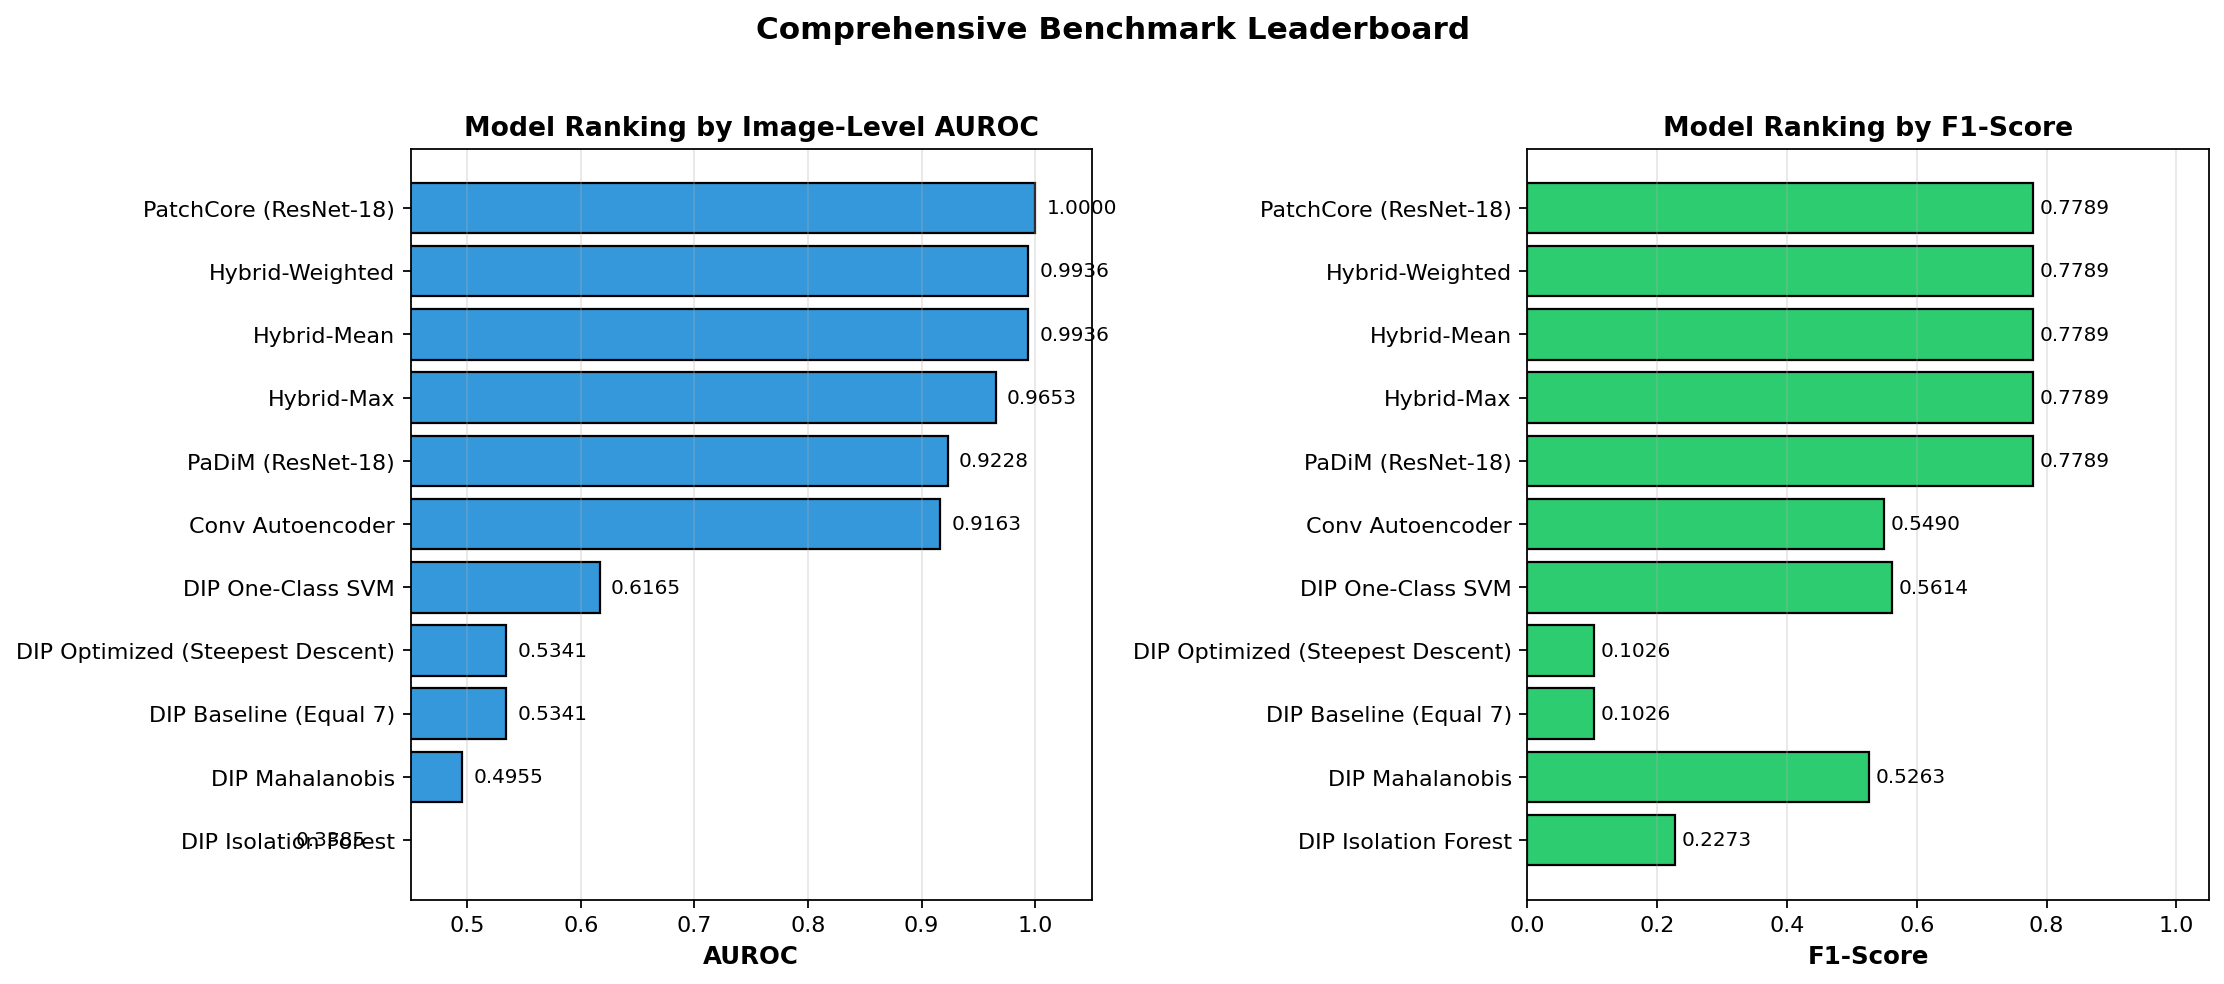 Comprehensive Benchmark Leaderboard
Model Ranking by Image-Level AUROC
PatchCore (ResNet-18) 1.0000
Hybrid-Weighted 0.9936
Hybrid-Mean 0.9936
Hybrid-Max 0.9653
PaDiM (ResNet-18) 0.9228
Conv Autoencoder 0.9163
DIP One-Class SVM 0.6165
DIP Optimized (Steepest Descent) 0.5341
DIP Baseline (Equal 7) 0.5341
DIP Mahalanobis 0.4955
DIP Isolation Forest
0.5 0.6 0.7 0.8 0.9 1.0
AUROC
Model Ranking by F1-Score
PatchCore (ResNet-18) 0.7789
Hybrid-Weighted 0.7789
Hybrid-Mean 0.7789
Hybrid-Max 0.7789
PaDiM (ResNet-18) 0.7789
Conv Autoencoder 0.5490
DIP One-Class SVM 0.5614
DIP Optimized (Steepest Descent) 0.1026
DIP Baseline (Equal 7) 0.1026
DIP Mahalanobis 0.5263
DIP Isolation Forest 0.2273
0.0 0.2 0.4 0.6 0.8 1.0
F1-Score